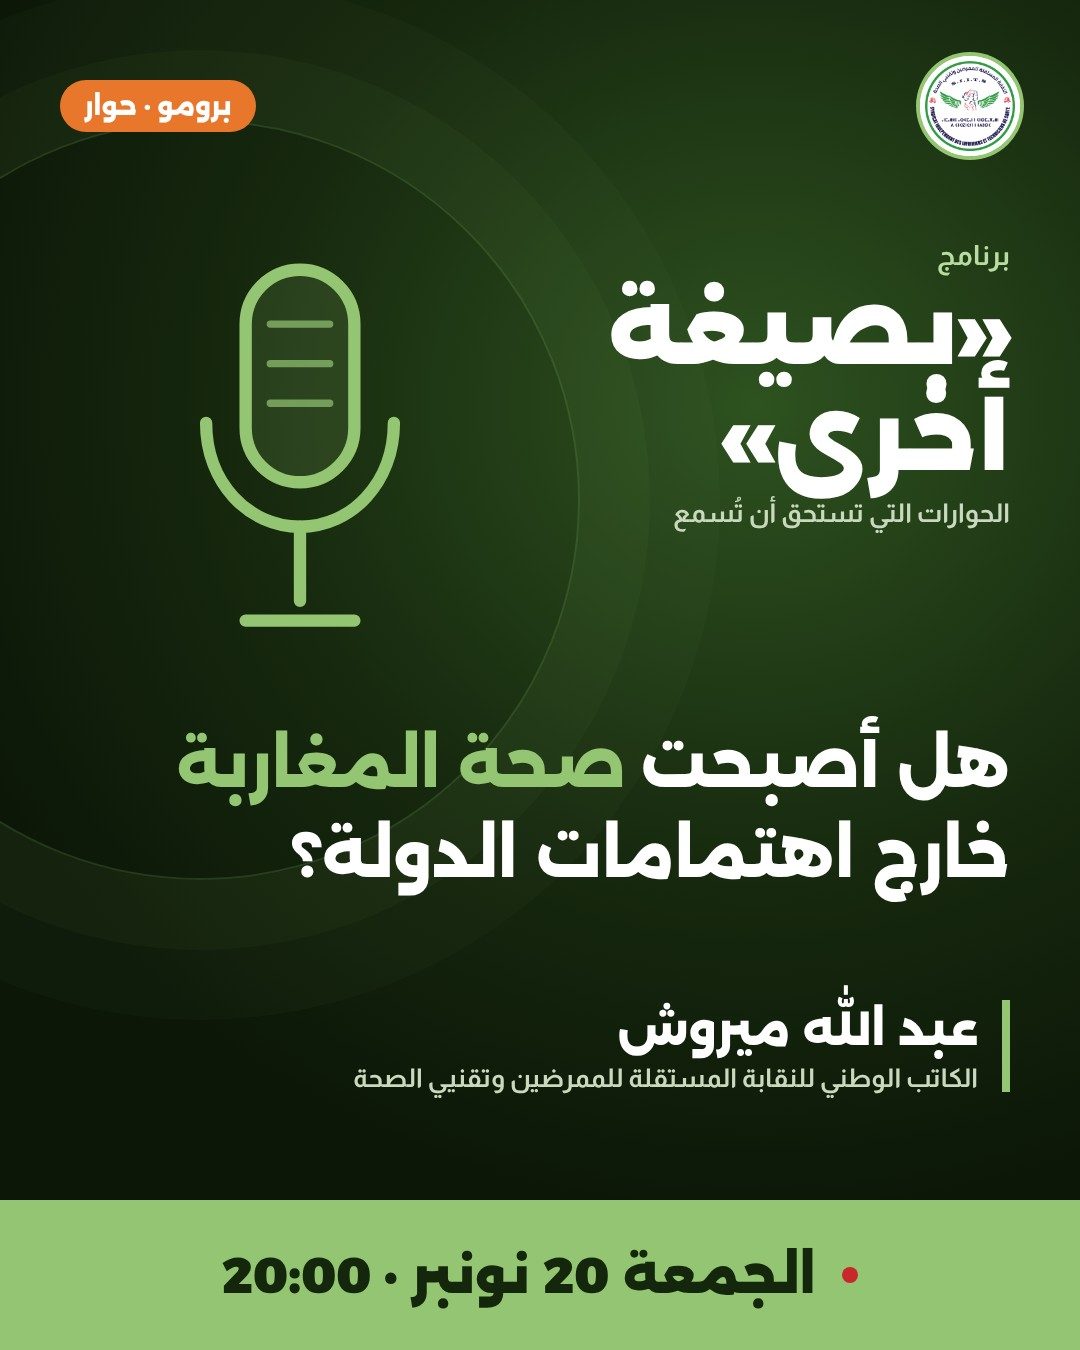 برومو · حوار
برنامج
«بصيغة
أخرى»
الحوارات التي تستحق أن تُسمع
هل أصبحت صحة المغاربة
خارج اهتمامات الدولة؟
عبد الله ميروش
الكاتب الوطني للنقابة المستقلة للممرضين وتقنيي الصحة
الجمعة 20 نونبر · 20:00